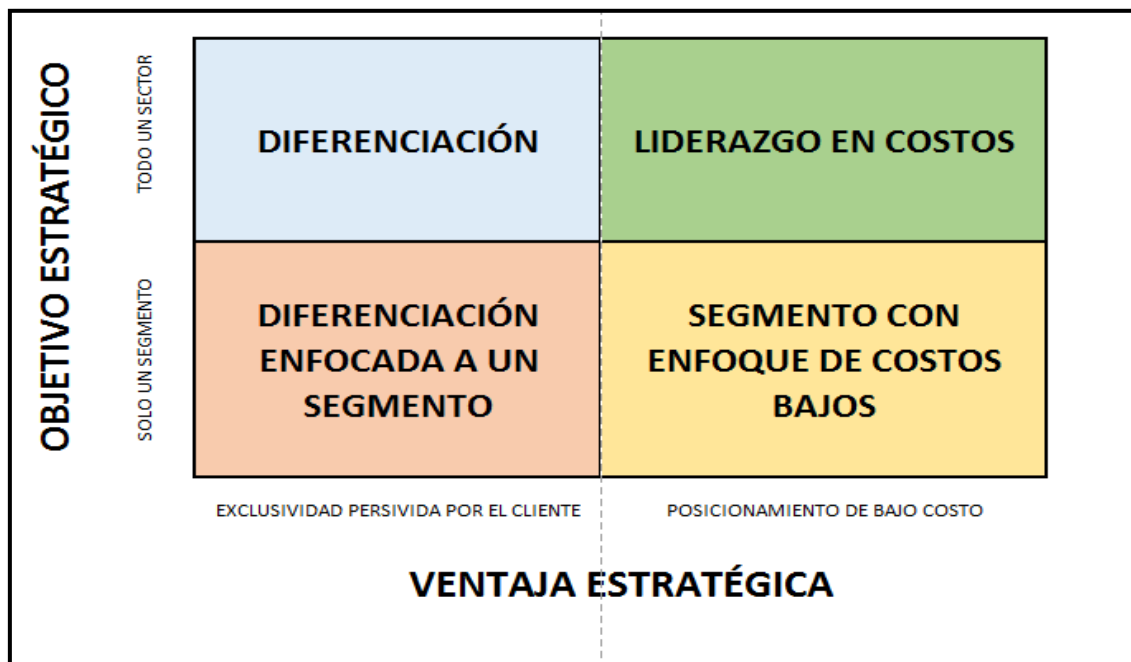 OBJETIVO ESTRATÉGICO
TODO UN SECTOR
SOLO UN SEGMENTO
DIFERENCIACIÓN
LIDERAZGO EN COSTOS
DIFERENCIACIÓN
ENFOCADA A UN
SEGMENTO
SEGMENTO CON
ENFOQUE DE COSTOS
BAJOS
EXCLUSIVIDAD PERSIVIDA POR EL CLIENTE
POSICIONAMIENTO DE BAJO COSTO
VENTAJA ESTRATÉGICA